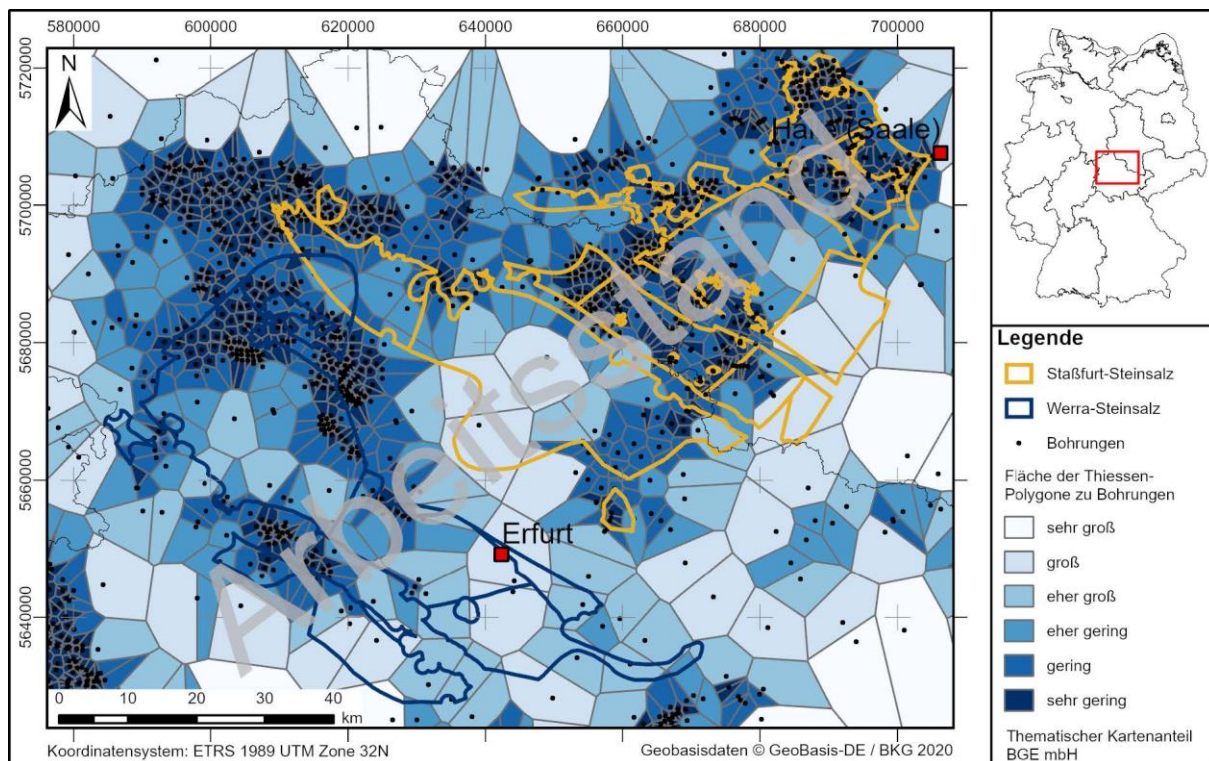 580000 600000 620000 640000 660000 680000 700000
5720000
5700000
5680000
5660000
5640000
N
Halle (Saale)
Erfurt
Arbeitsstand
0 10 20 30 40
km
Koordinatensystem: ETRS 1989 UTM Zone 32N
Geobasisdaten © GeoBasis-DE / BKG 2020
Legende
Staßfurt-Steinsalz
Werra-Steinsalz
Bohrungen
Fläche der Thiessen-
Polygone zu Bohrungen
sehr groß
groß
eher groß
eher gering
gering
sehr gering
Thematischer Kartenanteil
BGE mbH